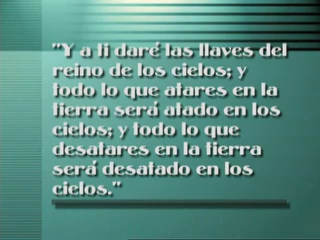 "Y a ti daré las llaves del
reino de los cielos; y
todo lo que atares en la
tierra será atado en los
cielos; y todo lo que
desatares en la tierra
será desatado en los
cielos."